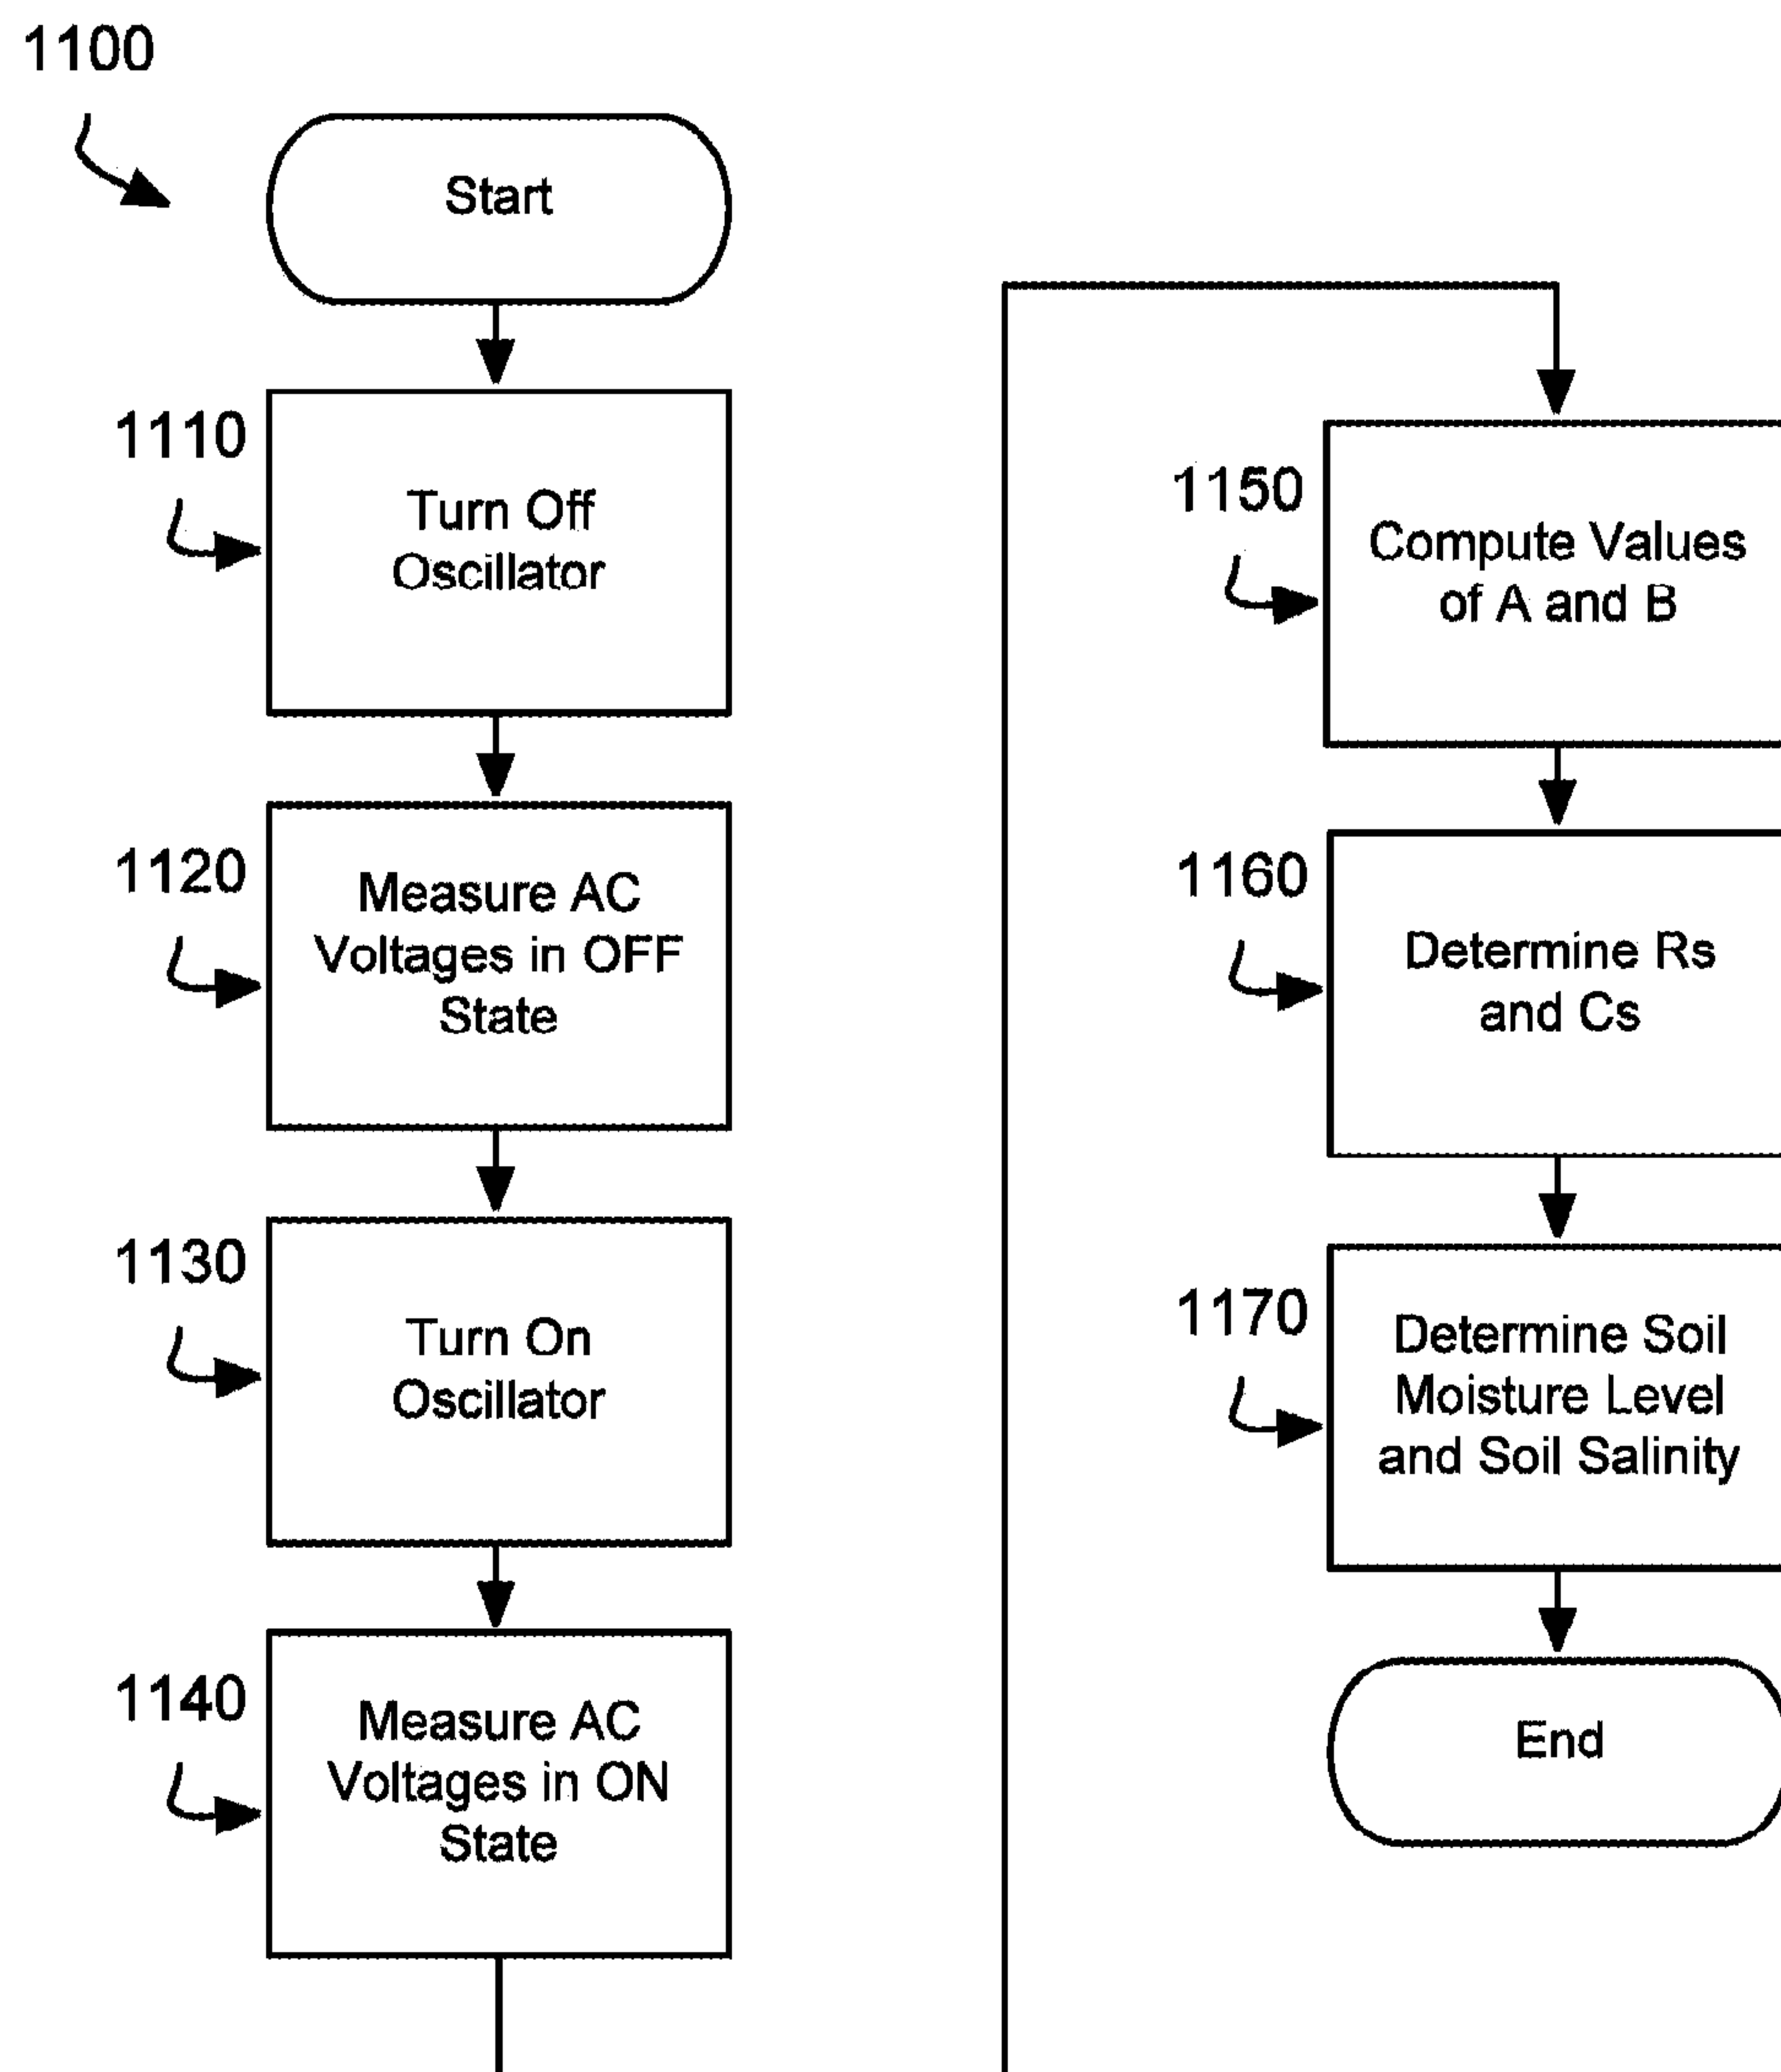 1100
Start
1110
Turn Off
Oscillator
1120
Measure AC
Voltages in OFF
State
1130
Turn On
Oscillator
1140
Measure AC
Voltages in ON
State
1150
Compute Values
of A and B
1160
Determine Rs
and Cs
1170
Determine Soil
Moisture Level
and Soil Salinity
End